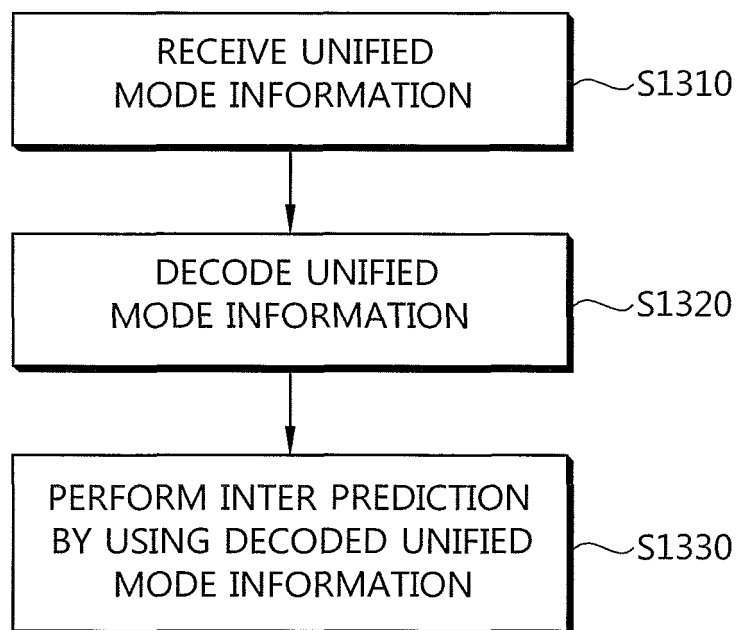 RECEIVE UNIFIED
MODE INFORMATION
S1310
DECODE UNIFIED
MODE INFORMATION
S1320
PERFORM INTER PREDICTION
BY USING DECODED UNIFIED
MODE INFORMATION
S1330